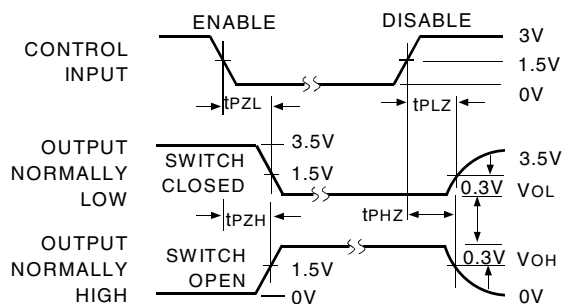 ENABLE
DISABLE
CONTROL
INPUT
3V
1.5V
0V
tPZL
tPLZ
OUTPUT
NORMALLY
LOW
SWITCH
CLOSED
3.5V
1.5V
3.5V
0.3V
VOL
tPZH
tPHZ
OUTPUT
NORMALLY
HIGH
SWITCH
OPEN
1.5V
0V
0.3V
VOH
0V